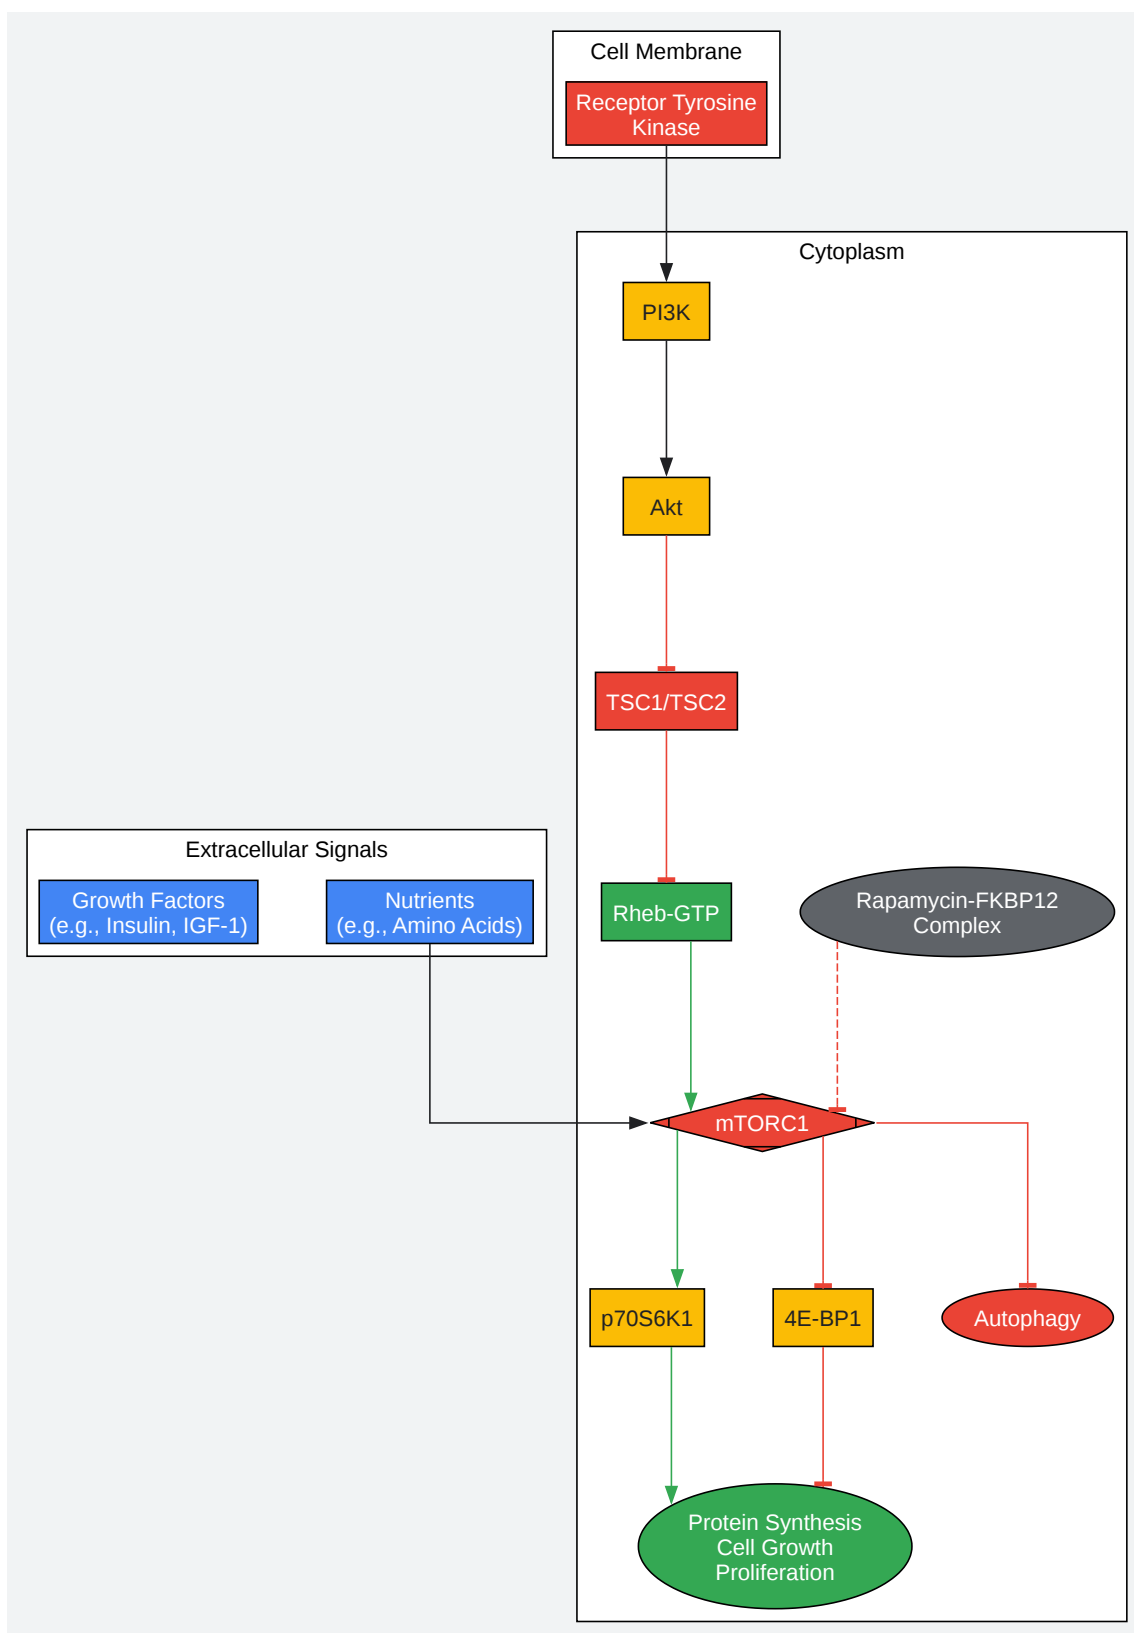 Cell Membrane
Receptor Tyrosine
Kinase
Cytoplasm
PI3K
Akt
TSC1/TSC2
Extracellular Signals
Growth Factors
(e.g., Insulin, IGF-1)
Nutrients
(e.g., Amino Acids)
Rheb-GTP
Rapamycin-FKBP12
Complex
mTORC1
p70S6K1
4E-BP1
Autophagy
Protein Synthesis
Cell Growth
Proliferation